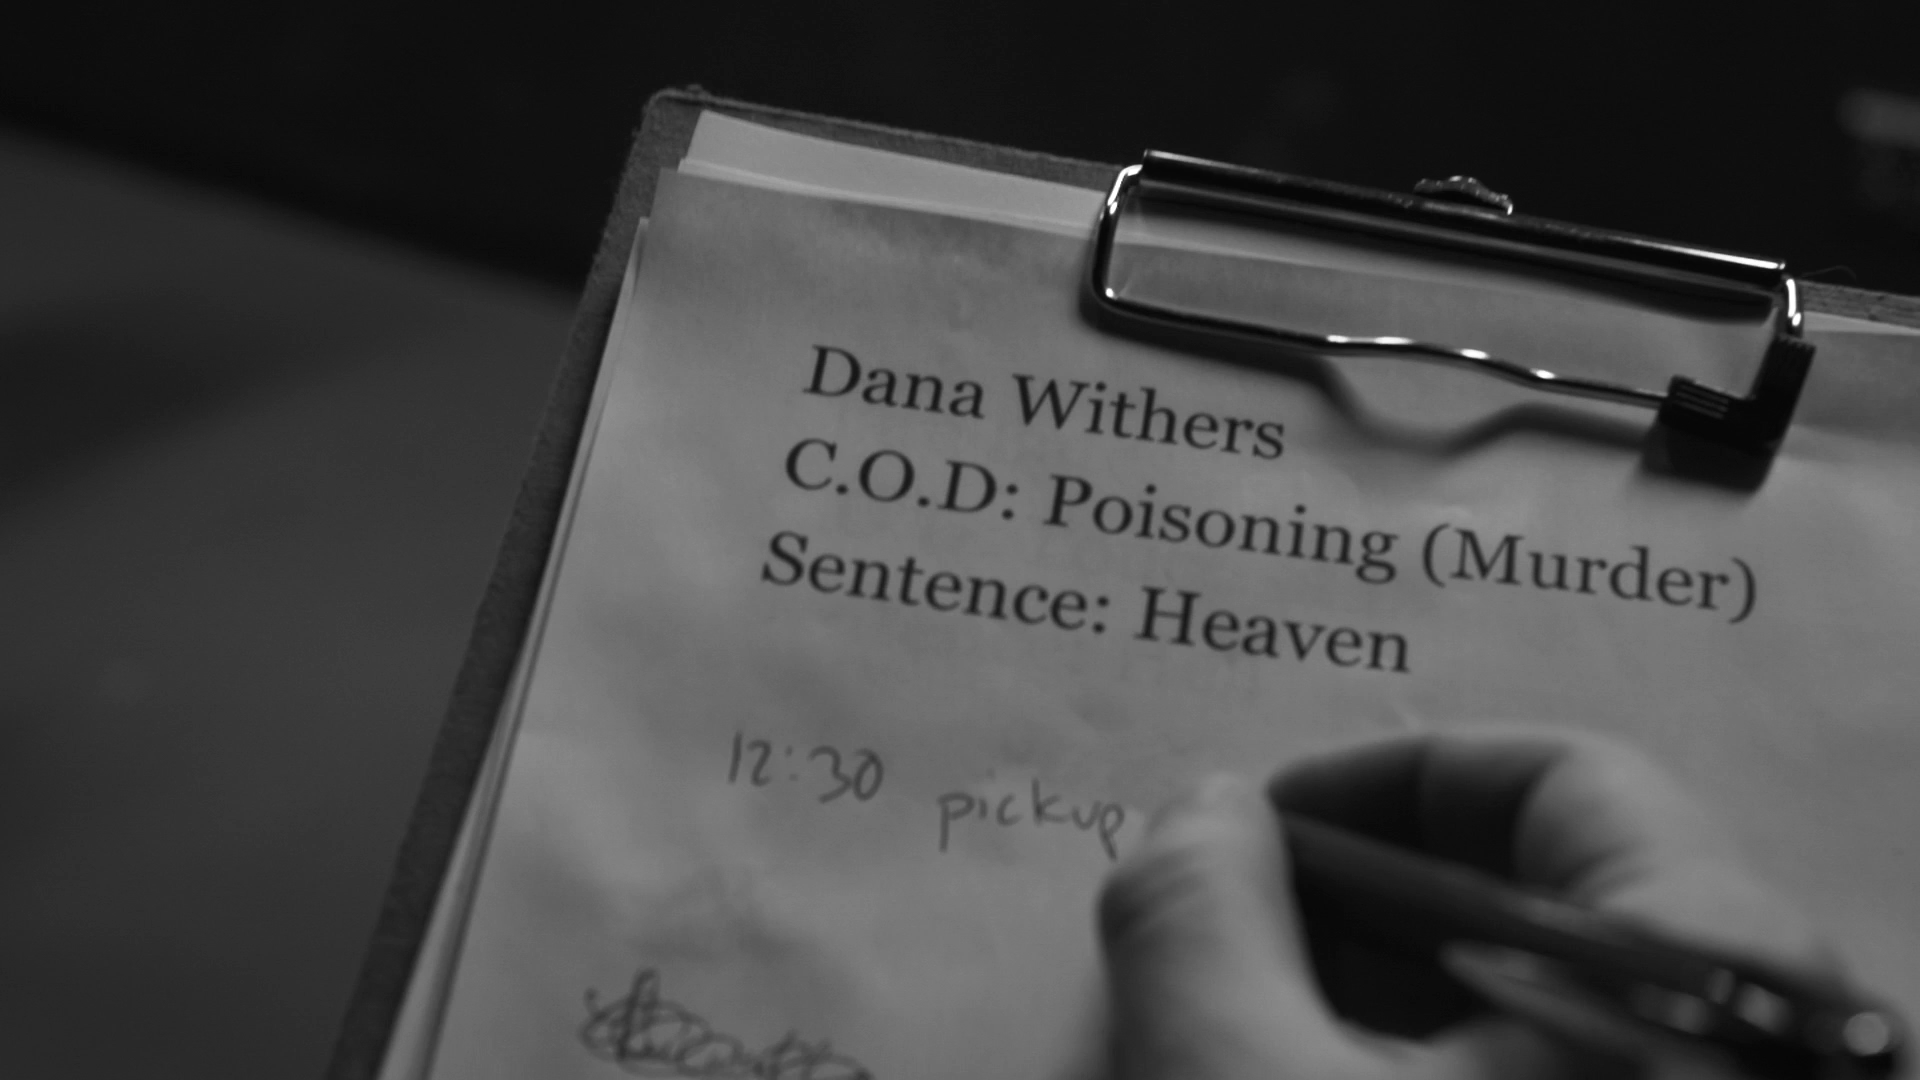 Dana Withers
C.O.D: Poisoning (Murder)
Sentence: Heaven
12:30 pickup